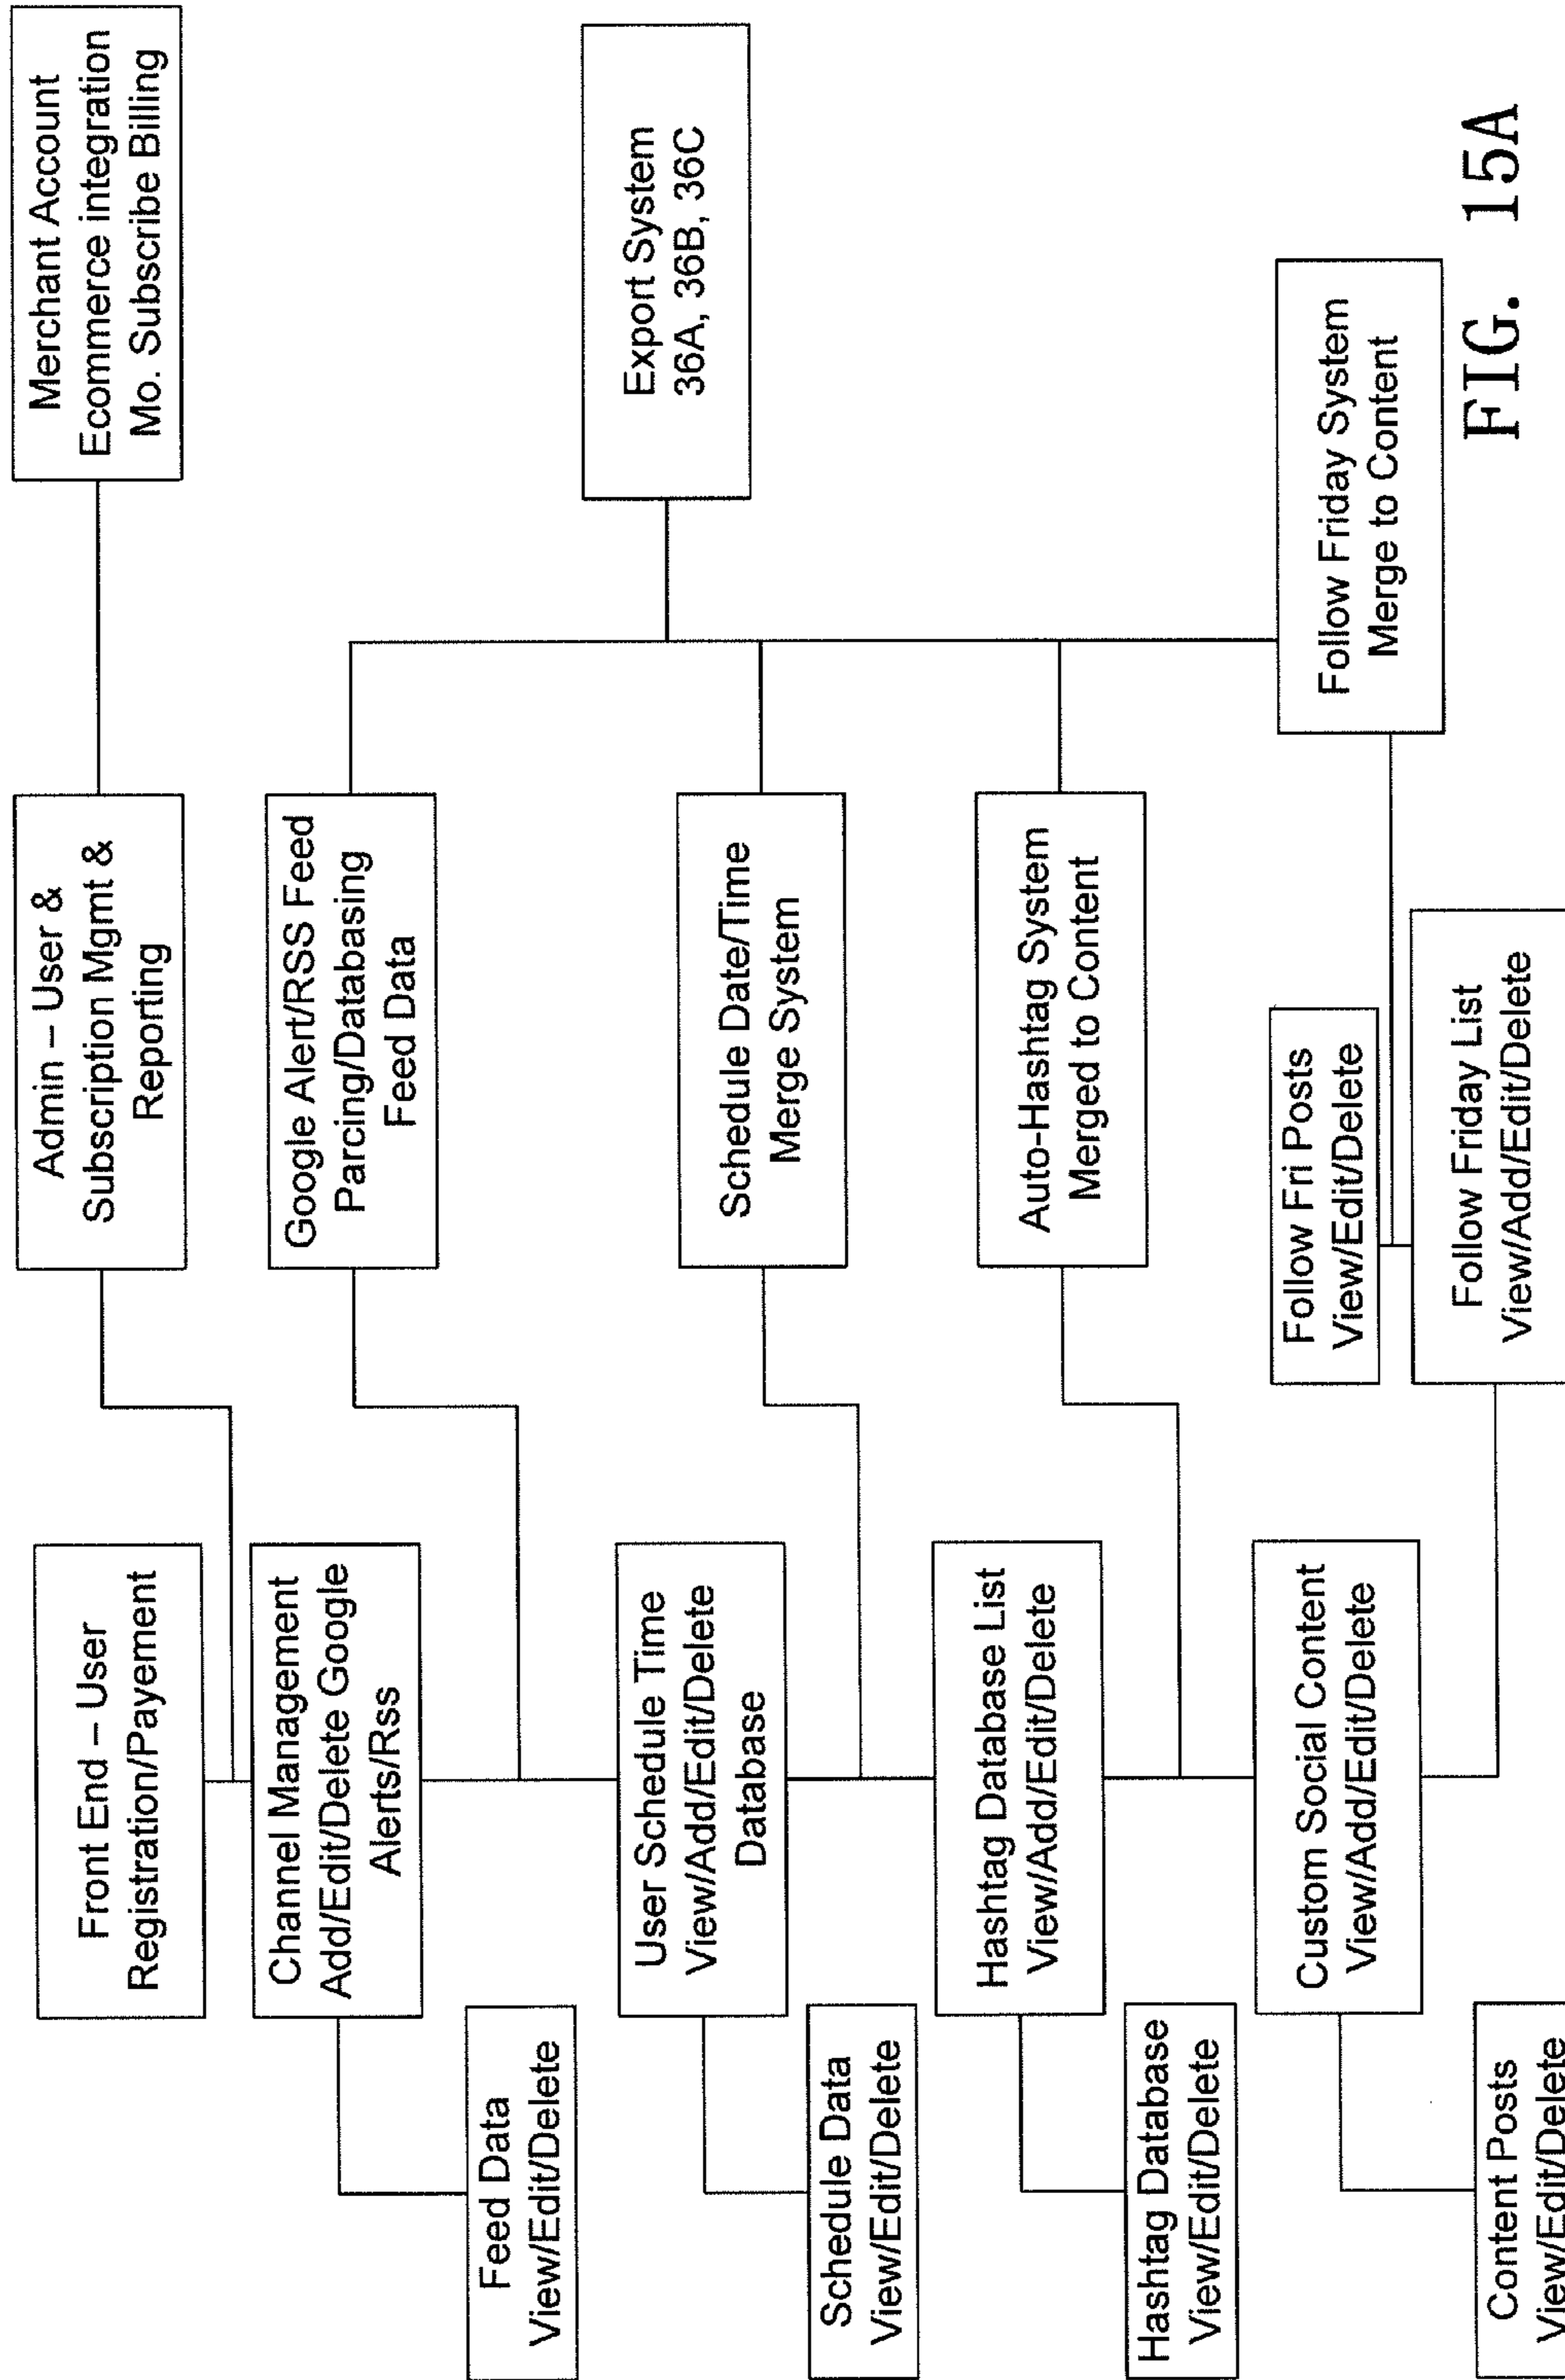 Front End – User
Registration/Payement
Admin – User &
Subscription Mgmt &
Reporting
Merchant Account
Ecommerce integration
Mo. Subscribe Billing
Channel Management
Add/Edit/Delete Google
Alerts/Rss
Google Alert/RSS Feed
Parcing/Databasing
Feed Data
Feed Data
View/Edit/Delete
User Schedule Time
View/Add/Edit/Delete
Database
Schedule Date/Time
Merge System
Export System
36A, 36B, 36C
Schedule Data
View/Edit/Delete
Hashtag Database List
View/Add/Edit/Delete
Auto-Hashtag System
Merged to Content
Hashtag Database
View/Edit/Delete
Custom Social Content
View/Add/Edit/Delete
Follow Fri Posts
View/Edit/Delete
Follow Friday System
Merge to Content
Content Posts
View/Edit/Delete
Follow Friday List
View/Add/Edit/Delete
FIG. 15A